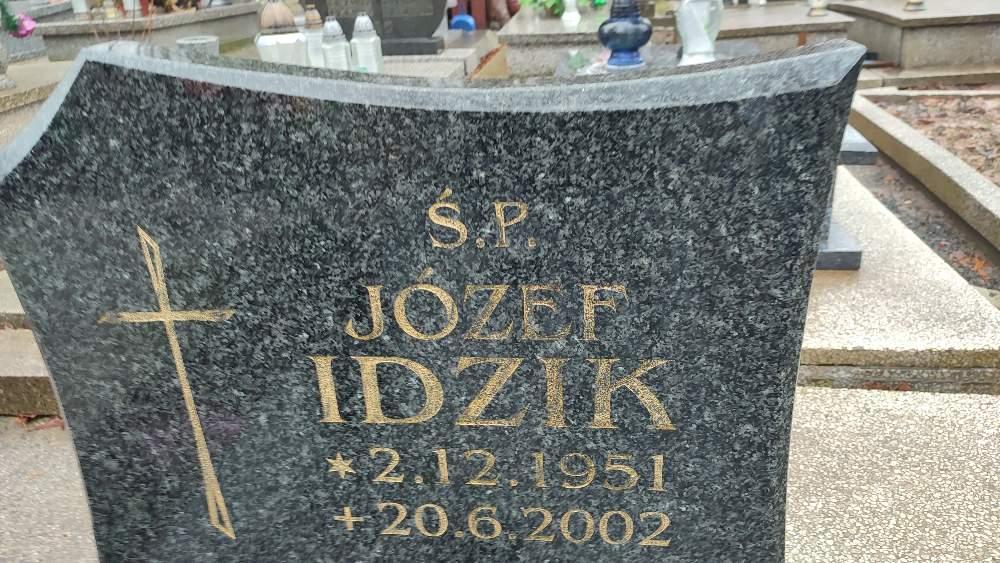 Ś.P.
JÓZEF
IDZIK
*2.12.1951
+20.6.2002